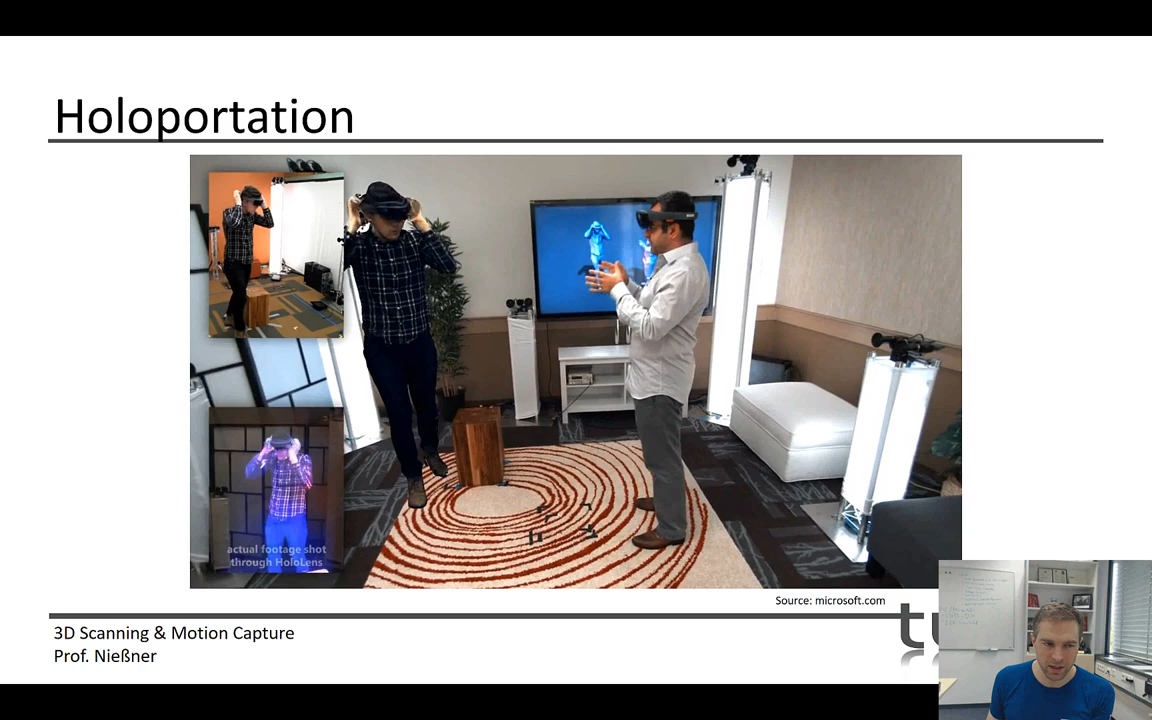 Holoportation
actual footage shot
through HoloLens
Source: microsoft.com
3D Scanning & Motion Capture
Prof. Nießner